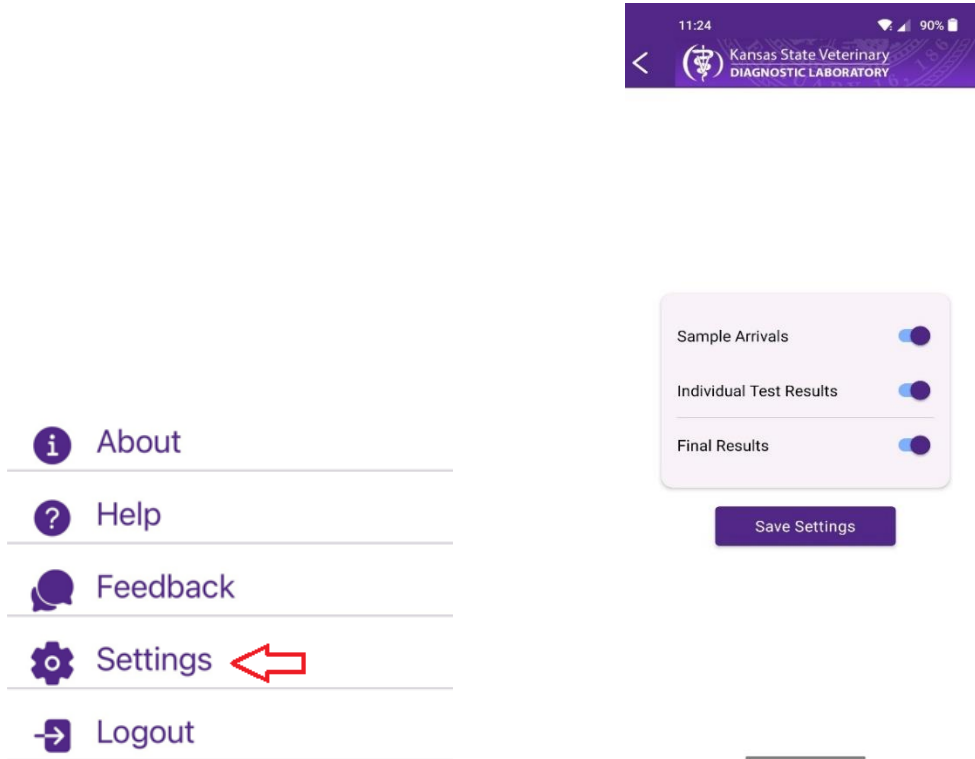 About
Help
Feedback
Settings
Logout
11:24 90%
Kansas State Veterinary
DIAGNOSTIC LABORATORY
Sample Arrivals
Individual Test Results
Final Results
Save Settings